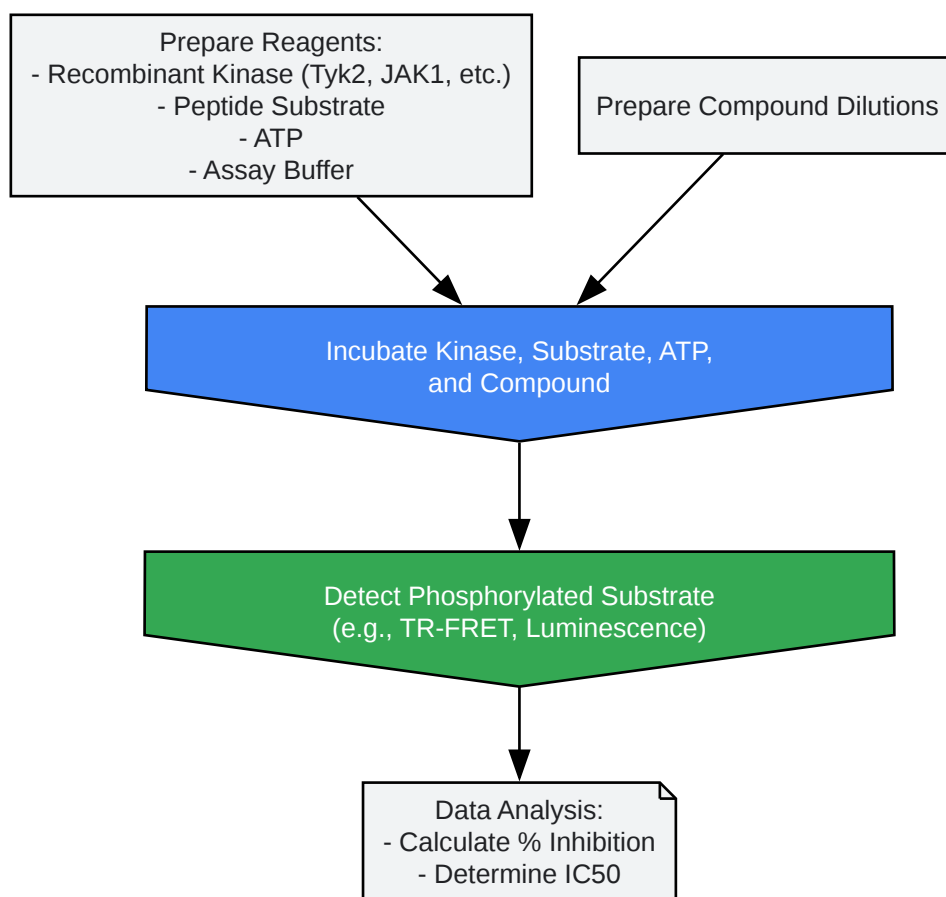 Prepare Reagents:
- Recombinant Kinase (Tyk2, JAK1, etc.)
- Peptide Substrate
- ATP
- Assay Buffer
Prepare Compound Dilutions
Incubate Kinase, Substrate, ATP,
and Compound
Detect Phosphorylated Substrate
(e.g., TR-FRET, Luminescence)
Data Analysis:
- Calculate % Inhibition
- Determine IC50